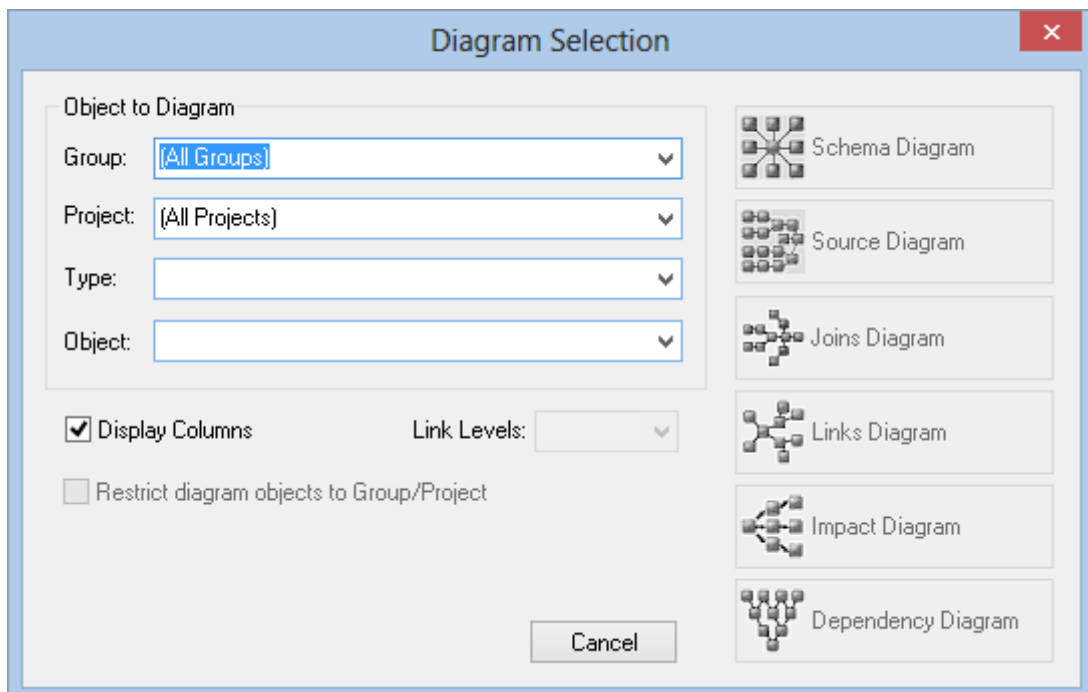 Diagram Selection
Object to Diagram
Group: (All Groups)
Project: (All Projects)
Type:
Object:
Display Columns Link Levels:
Restrict diagram objects to Group/Project
Cancel
Schema Diagram
Source Diagram
Joins Diagram
Links Diagram
Impact Diagram
Dependency Diagram